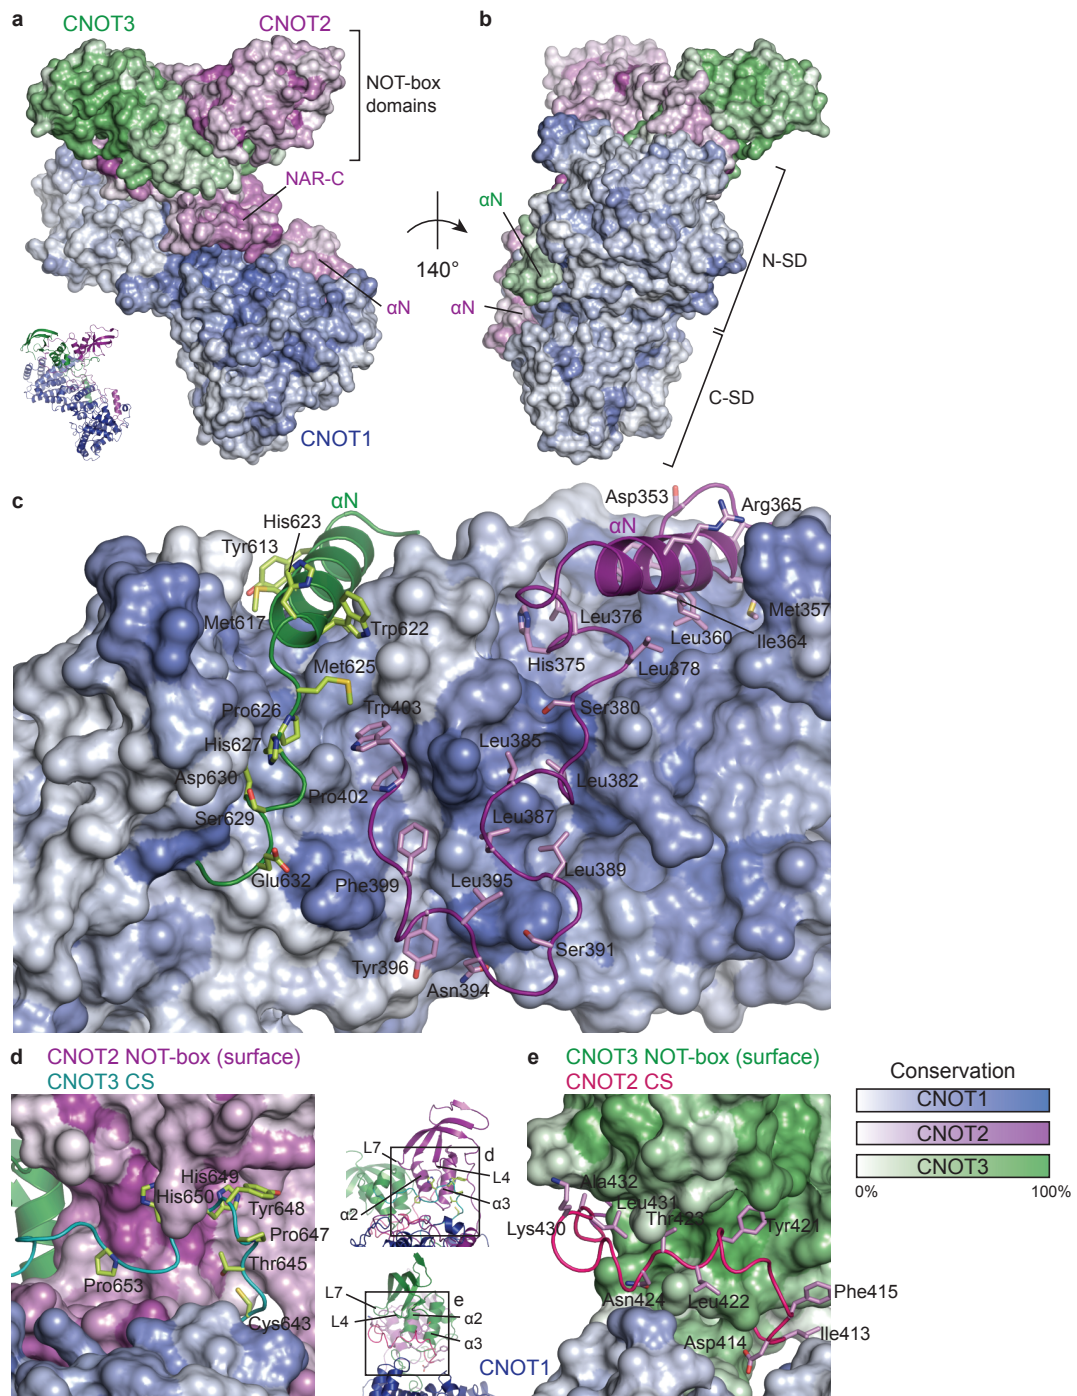 a
CNOT3
CNOT2
NOT-box
domains
NAR-C
αN
CNOT1
140°
b
αN
αN
N-SD
C-SD
c
αN
His623
Tyr613
Met617
Trp622
Met625
Pro626
Trp403
His627
Asp630
Pro402
Ser629
Glu632
Phe399
Tyr396
Asn394
Leu395
Ser391
Leu389
Leu387
Leu382
Leu385
Ser380
Leu378
His375
Leu376
αN
Asp353
Arg365
Met357
Leu360
Ile364
d
CNOT2 NOT-box (surface)
CNOT3 CS
His649
His650
Tyr648
Pro647
Thr645
Pro653
Cys643
L7
d
L4
α2
α3
L7
e
L4
α2
α3
CNOT1
e
CNOT3 NOT-box (surface)
CNOT2 CS
Ala432
Leu431
Lys430
Thr423
Tyr421
Asn424
Leu422
Phe415
Asp414
Ile413
Conservation
CNOT1
CNOT2
CNOT3
0%
100%